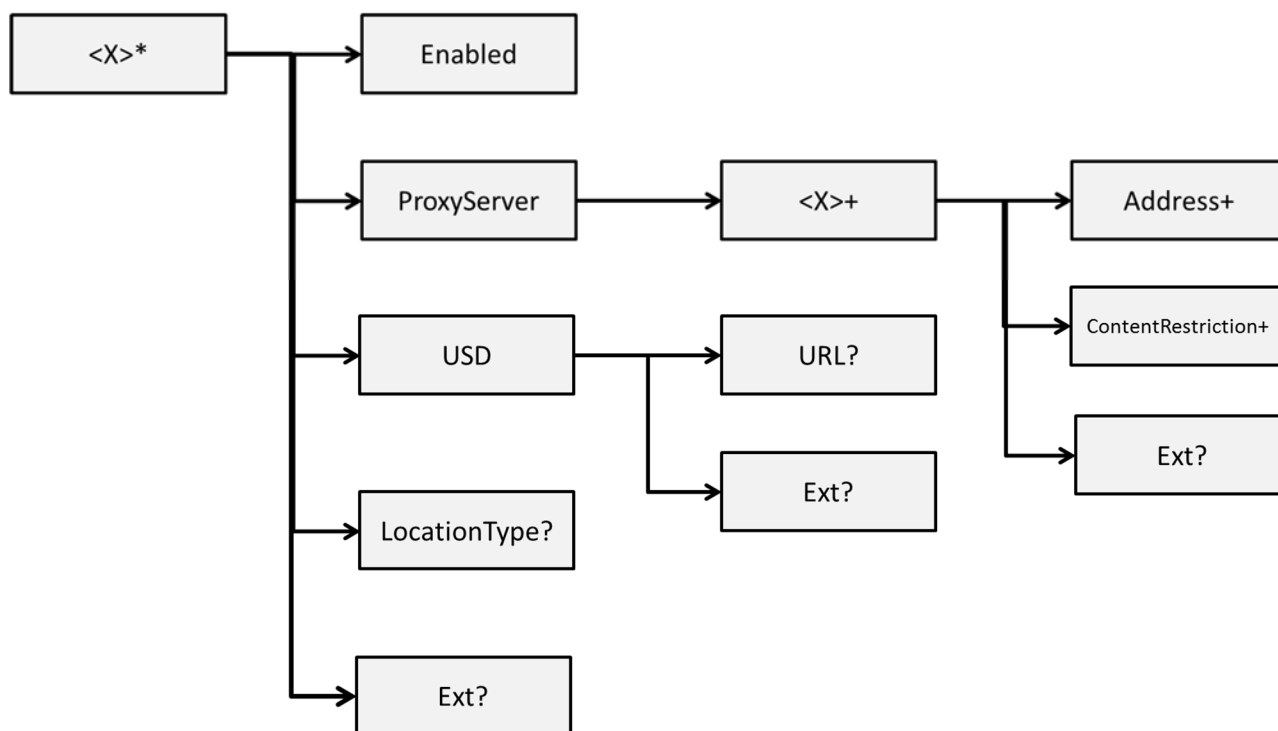 <X>*
Enabled
ProxyServer
<X>+
Address+
ContentRestriction+
USD
URL?
Ext?
Ext?
LocationType?
Ext?